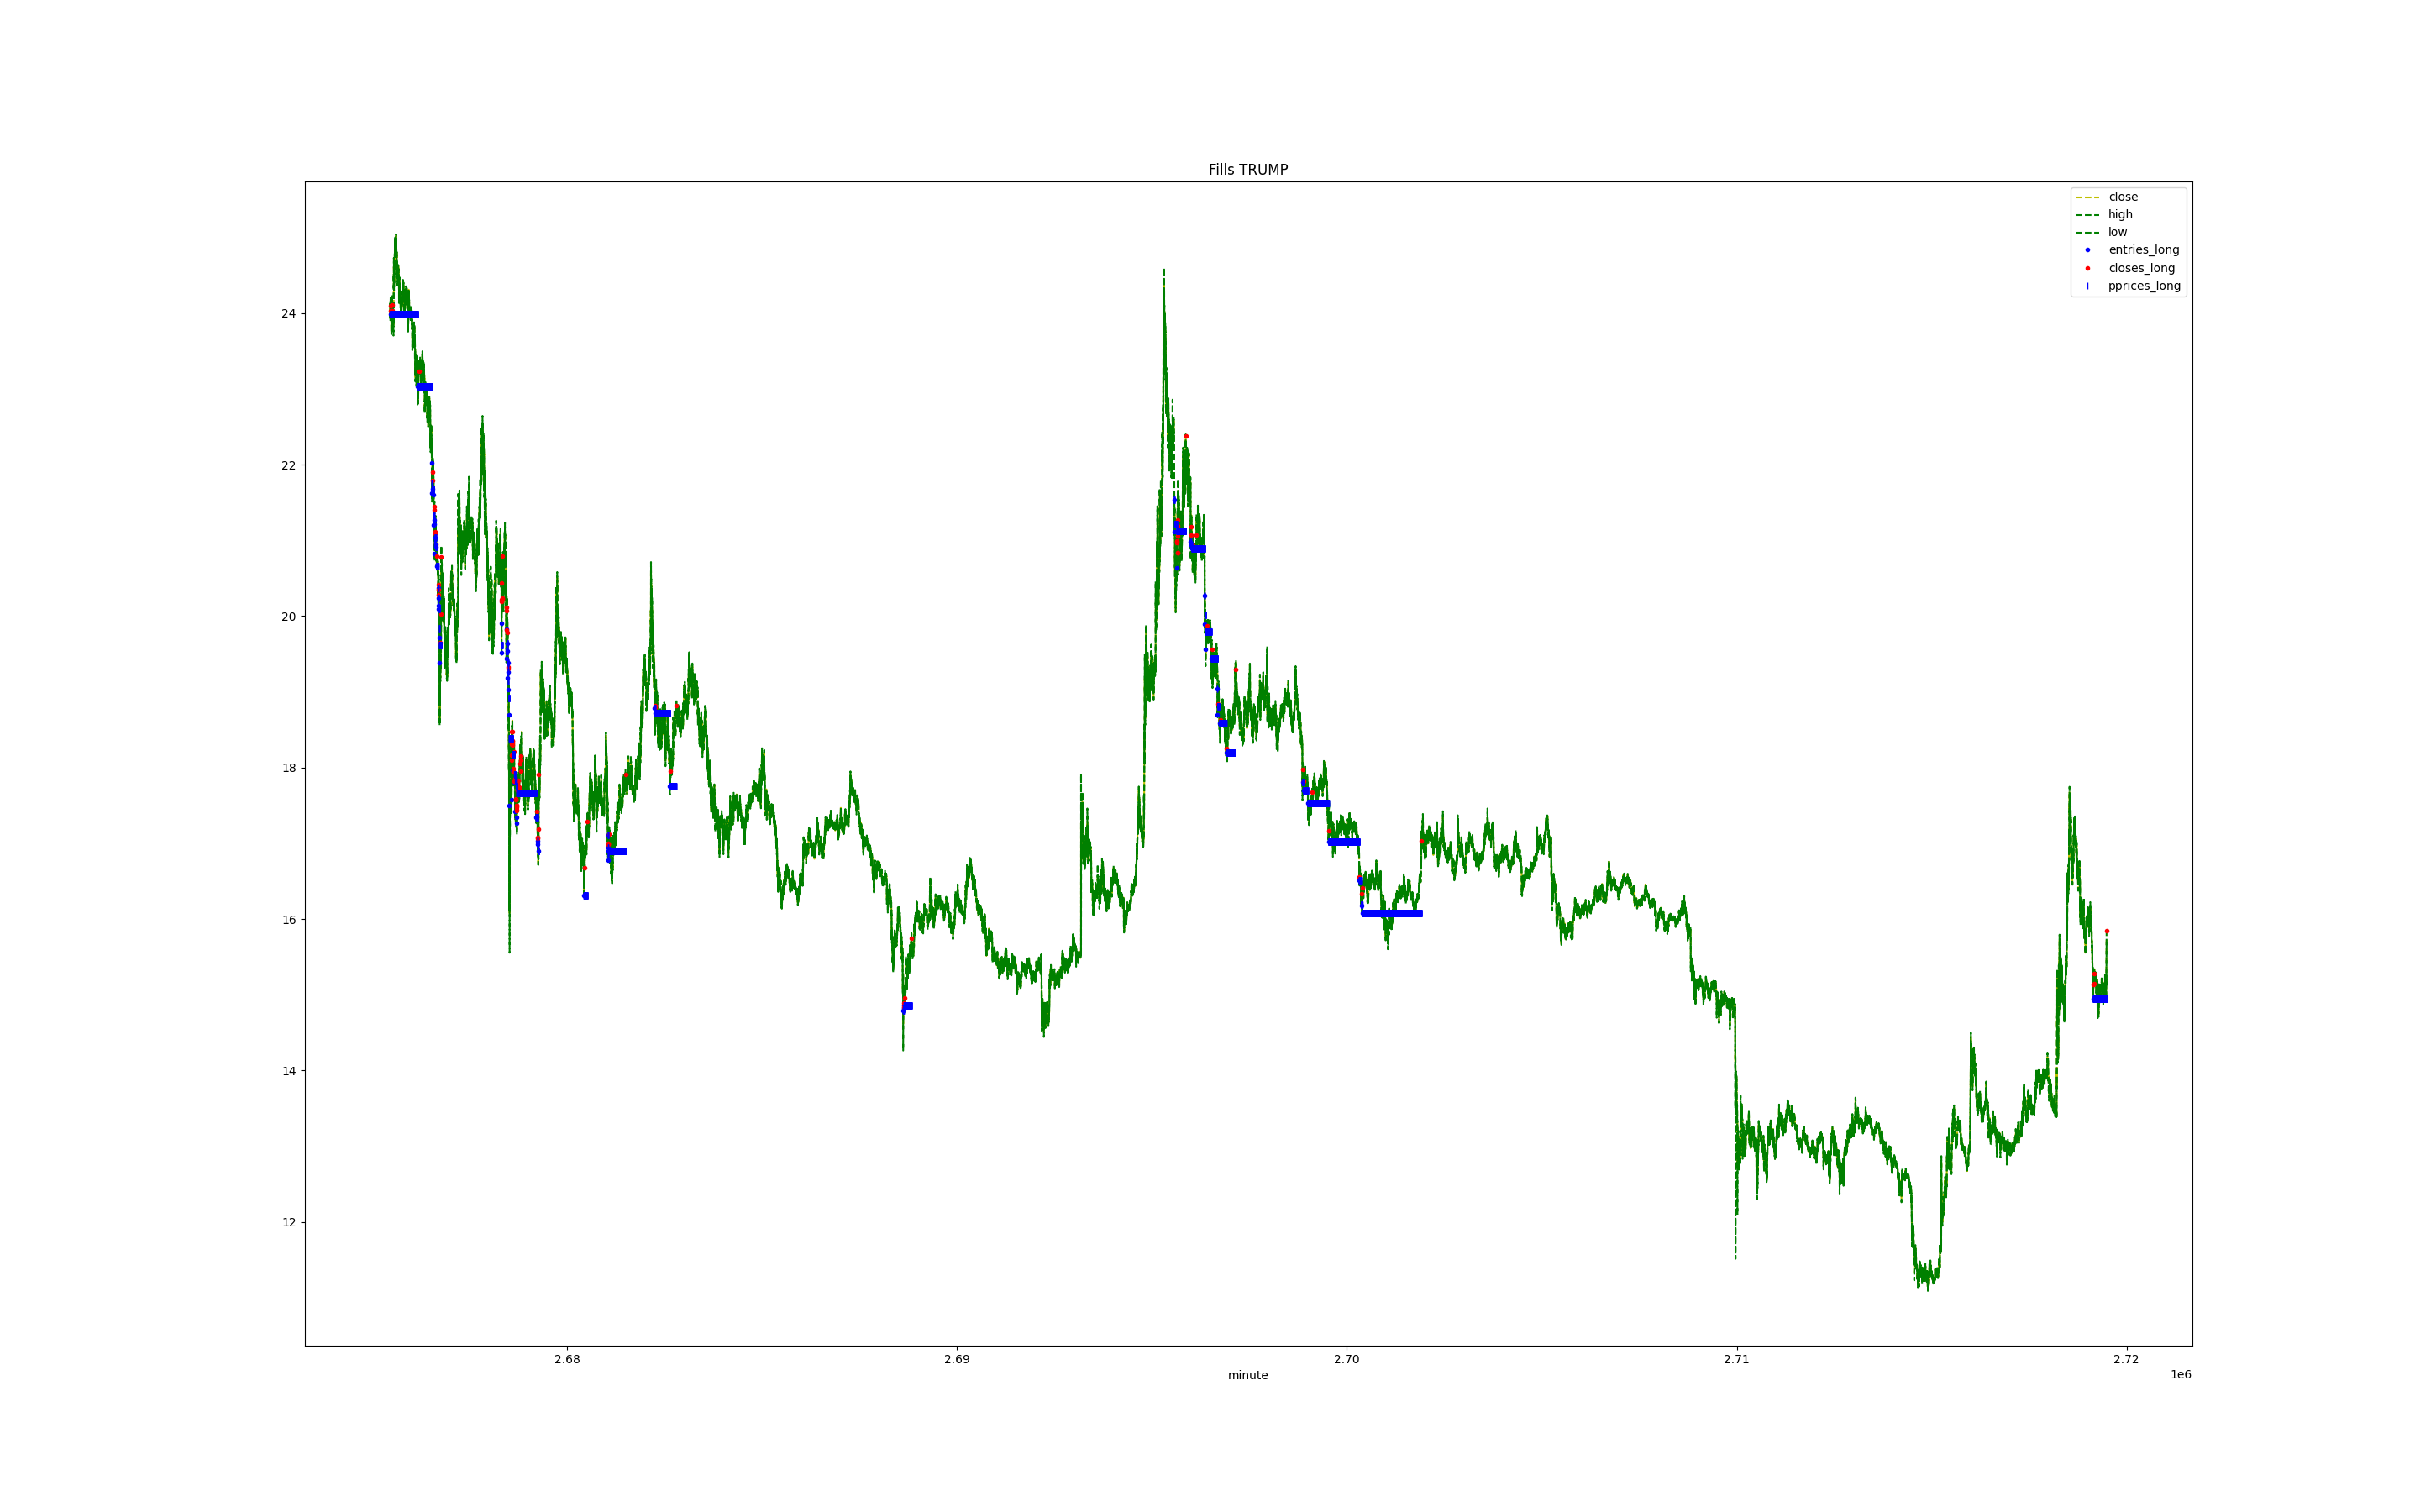 Fills TRUMP
close
high
low
entries_long
closes_long
pprices_long
24
22
20
18
16
14
12
2.68 2.69 2.70 2.71 2.72
minute 1e6